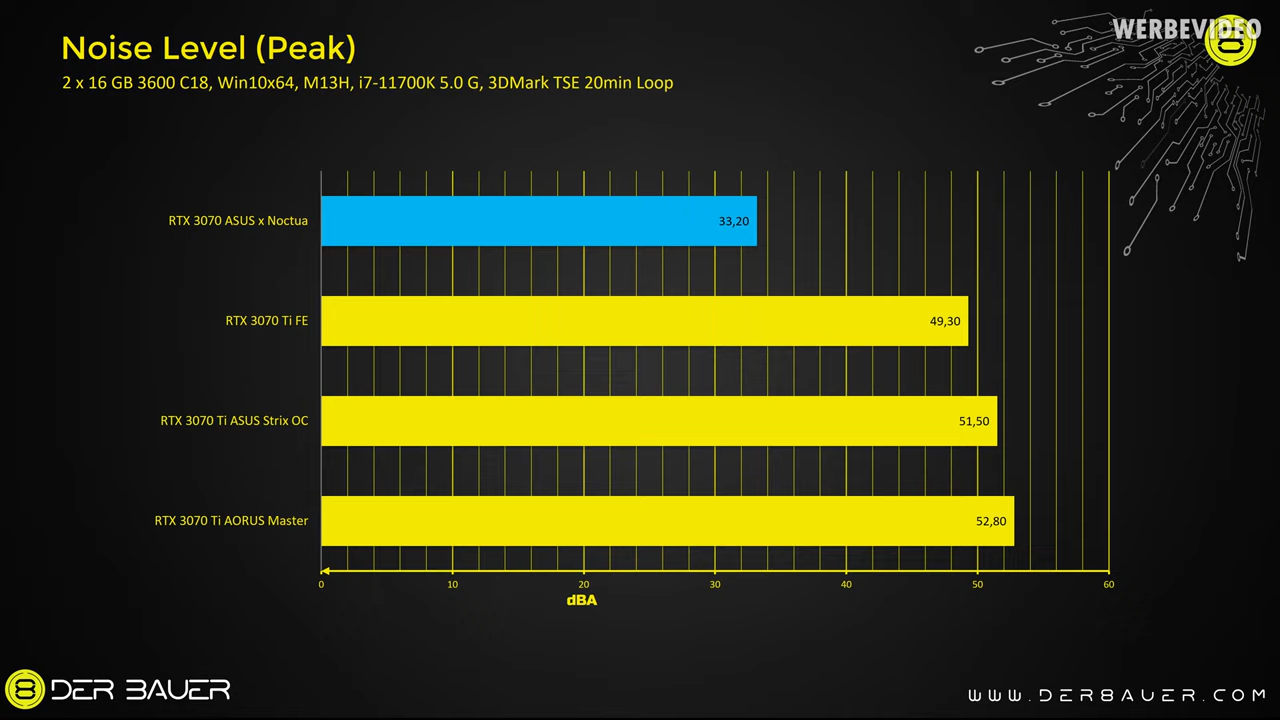 WERBEVIDEO
Noise Level (Peak)
2 x 16 GB 3600 C18, Win10x64, M13H, i7-11700K 5.0 G, 3DMark TSE 20min Loop
RTX 3070 ASUS x Noctua
33,20
RTX 3070 Ti FE
49,30
RTX 3070 Ti ASUS Strix OC
51,50
RTX 3070 Ti AORUS Master
52,80
0 10 20 30 40 50 60
dBA
8 DER BAUER
WWW.DER8AUER.COM